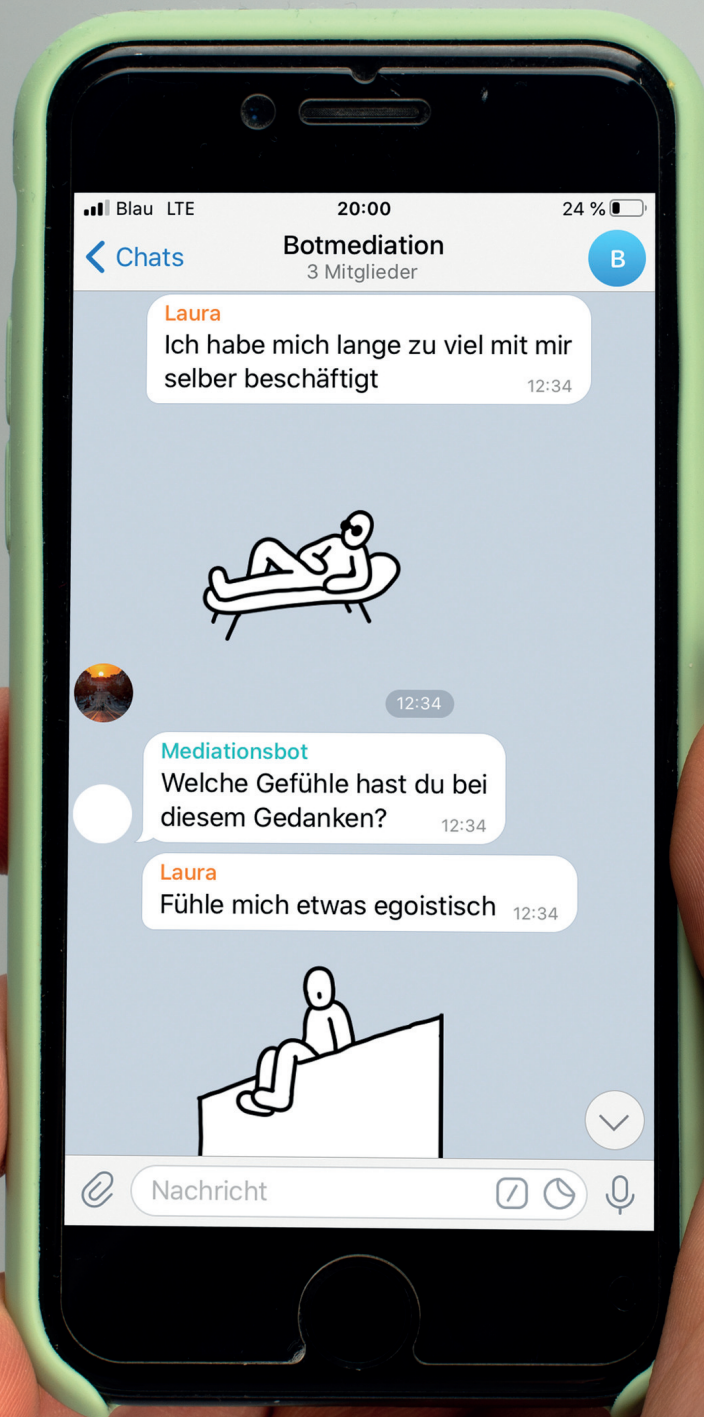 Blau LTE 20:00 24 %
Chats Botmediation B
3 Mitglieder
Laura
Ich habe mich lange zu viel mit mir
selber beschäftigt 12:34
12:34
Mediationsbot
Welche Gefühle hast du bei
diesem Gedanken? 12:34
Laura
Fühle mich etwas egoistisch 12:34
Nachricht